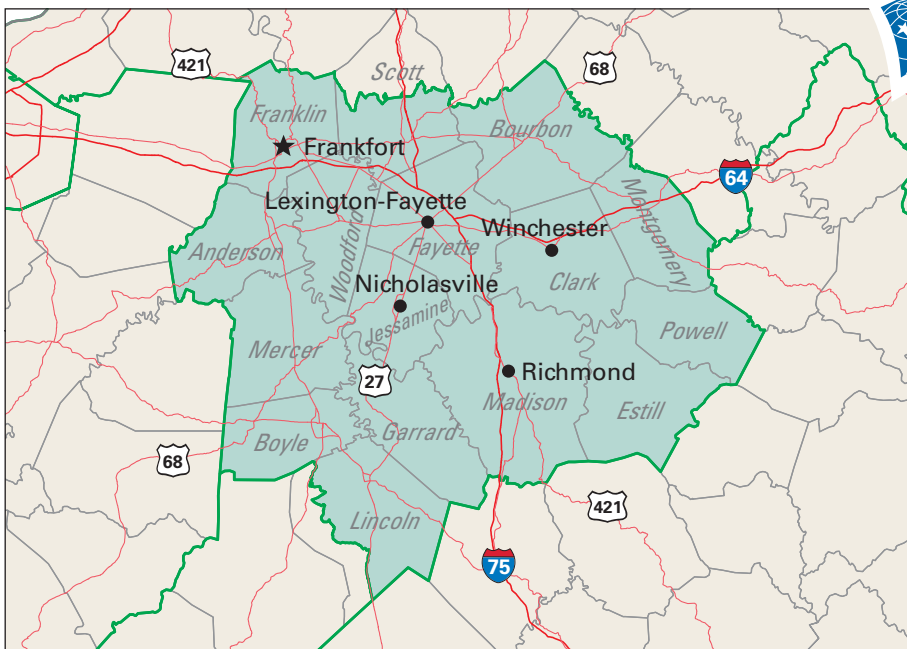 421
Scott
68
Franklin
Bourbon
Frankfort
64
Lexington-Fayette
Montgomery
Woodford
Winchester
Anderson
Fayette
Clark
Nicholasville
Jessamine
Powell
Mercer
27
Richmond
Madison
Estill
Garrard
Boyle
68
421
Lincoln
75